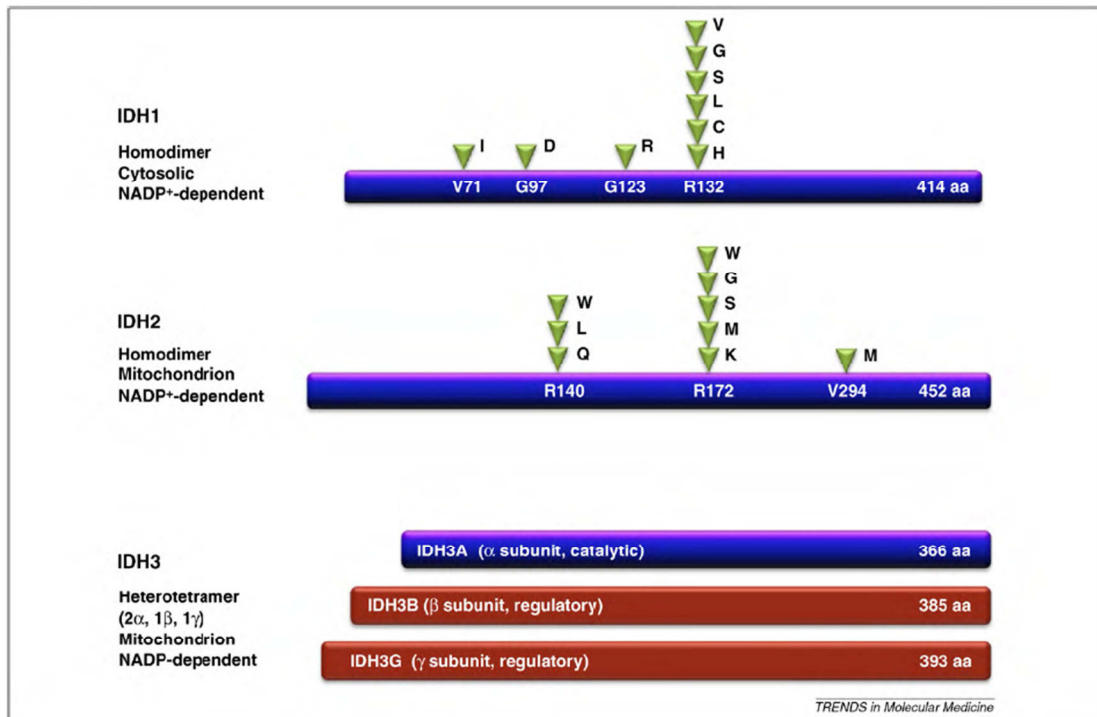 V
G
S
L
C
H
I
D
R
IDH1
Homodimer
Cytosolic
NADP+-dependent
V71 G97 G123 R132 414 aa
W
G
S
M
K
W
L
Q
M
IDH2
Homodimer
Mitochondrion
NADP+-dependent
R140 R172 V294 452 aa
IDH3
Heterotetramer
(2α, 1β, 1γ)
Mitochondrion
NADP-dependent
IDH3A (α subunit, catalytic) 366 aa
IDH3B (β subunit, regulatory) 385 aa
IDH3G (γ subunit, regulatory) 393 aa
TRENDS in Molecular Medicine